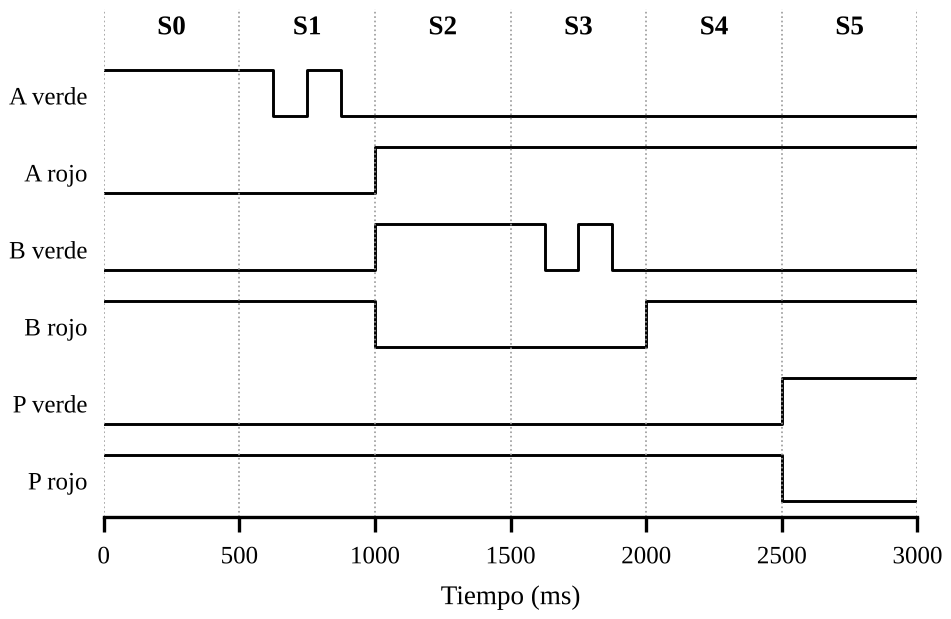 S0 S1 S2 S3 S4 S5
A verde
A rojo
B verde
B rojo
P verde
P rojo
0 500 1000 1500 2000 2500 3000
Tiempo (ms)